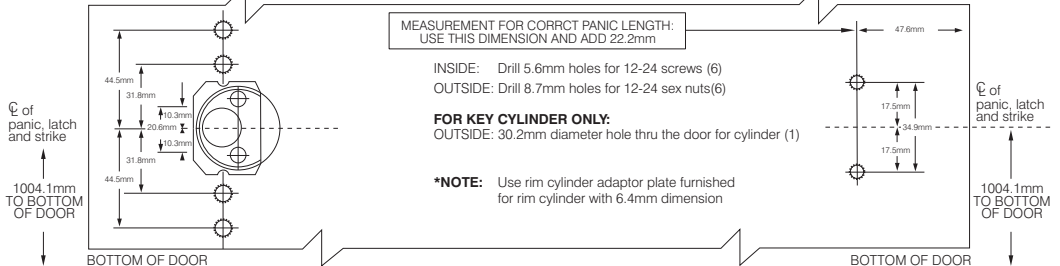 MEASUREMENT FOR CORRCT PANIC LENGTH:
USE THIS DIMENSION AND ADD 22.2mm
47.6mm
INSIDE: Drill 5.6mm holes for 12-24 screws (6)
OUTSIDE: Drill 8.7mm holes for 12-24 sex nuts(6)
FOR KEY CYLINDER ONLY:
OUTSIDE: 30.2mm diameter hole thru the door for cylinder (1)
*NOTE: Use rim cylinder adaptor plate furnished
for rim cylinder with 6.4mm dimension
44.5mm
31.8mm
10.3mm
20.6mm
10.3mm
31.8mm
44.5mm
℄ of
panic, latch
and strike
1004.1mm
TO BOTTOM
OF DOOR
BOTTOM OF DOOR
17.5mm
34.9mm
17.5mm
℄ of
panic, latch
and strike
1004.1mm
TO BOTTOM
OF DOOR
BOTTOM OF DOOR